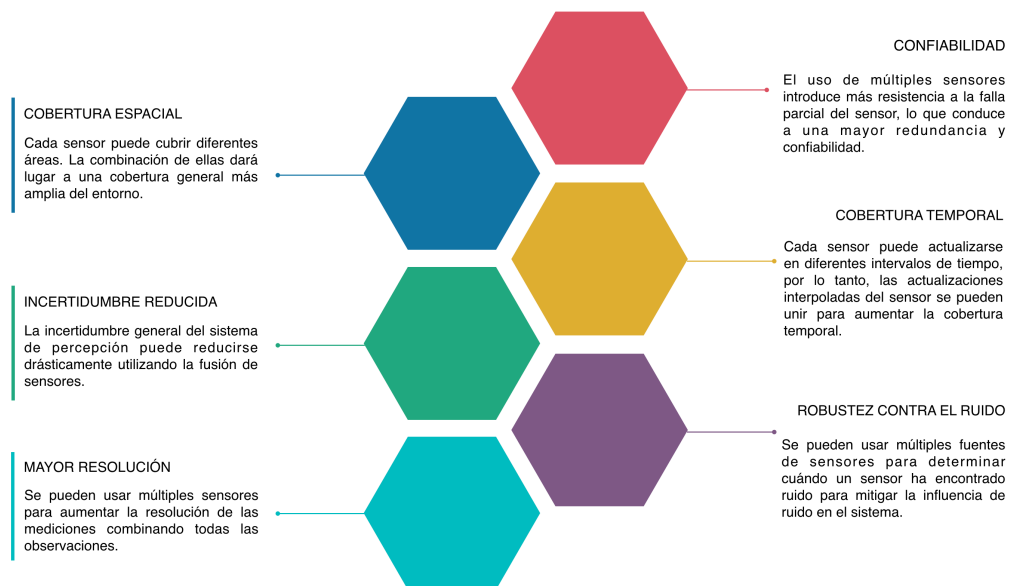 COBERTURA ESPACIAL
Cada sensor puede cubrir diferentes
áreas. La combinación de ellas dará
lugar a una cobertura general más
amplia del entorno.
INCERTIDUMBRE REDUCIDA
La incertidumbre general del sistema
de percepción puede reducirse
drásticamente utilizando la fusión de
sensores.
MAYOR RESOLUCIÓN
Se pueden usar múltiples sensores
para aumentar la resolución de las
mediciones combinando todas las
observaciones.
CONFIABILIDAD
El uso de múltiples sensores
introduce más resistencia a la falla
parcial del sensor, lo que conduce
a una mayor redundancia y
confiabilidad.
COBERTURA TEMPORAL
Cada sensor puede actualizarse
en diferentes intervalos de tiempo,
por lo tanto, las actualizaciones
interpoladas del sensor se pueden
unir para aumentar la cobertura
temporal.
ROBUSTEZ CONTRA EL RUIDO
Se pueden usar múltiples fuentes
de sensores para determinar
cuándo un sensor ha encontrado
ruido para mitigar la influencia de
ruido en el sistema.